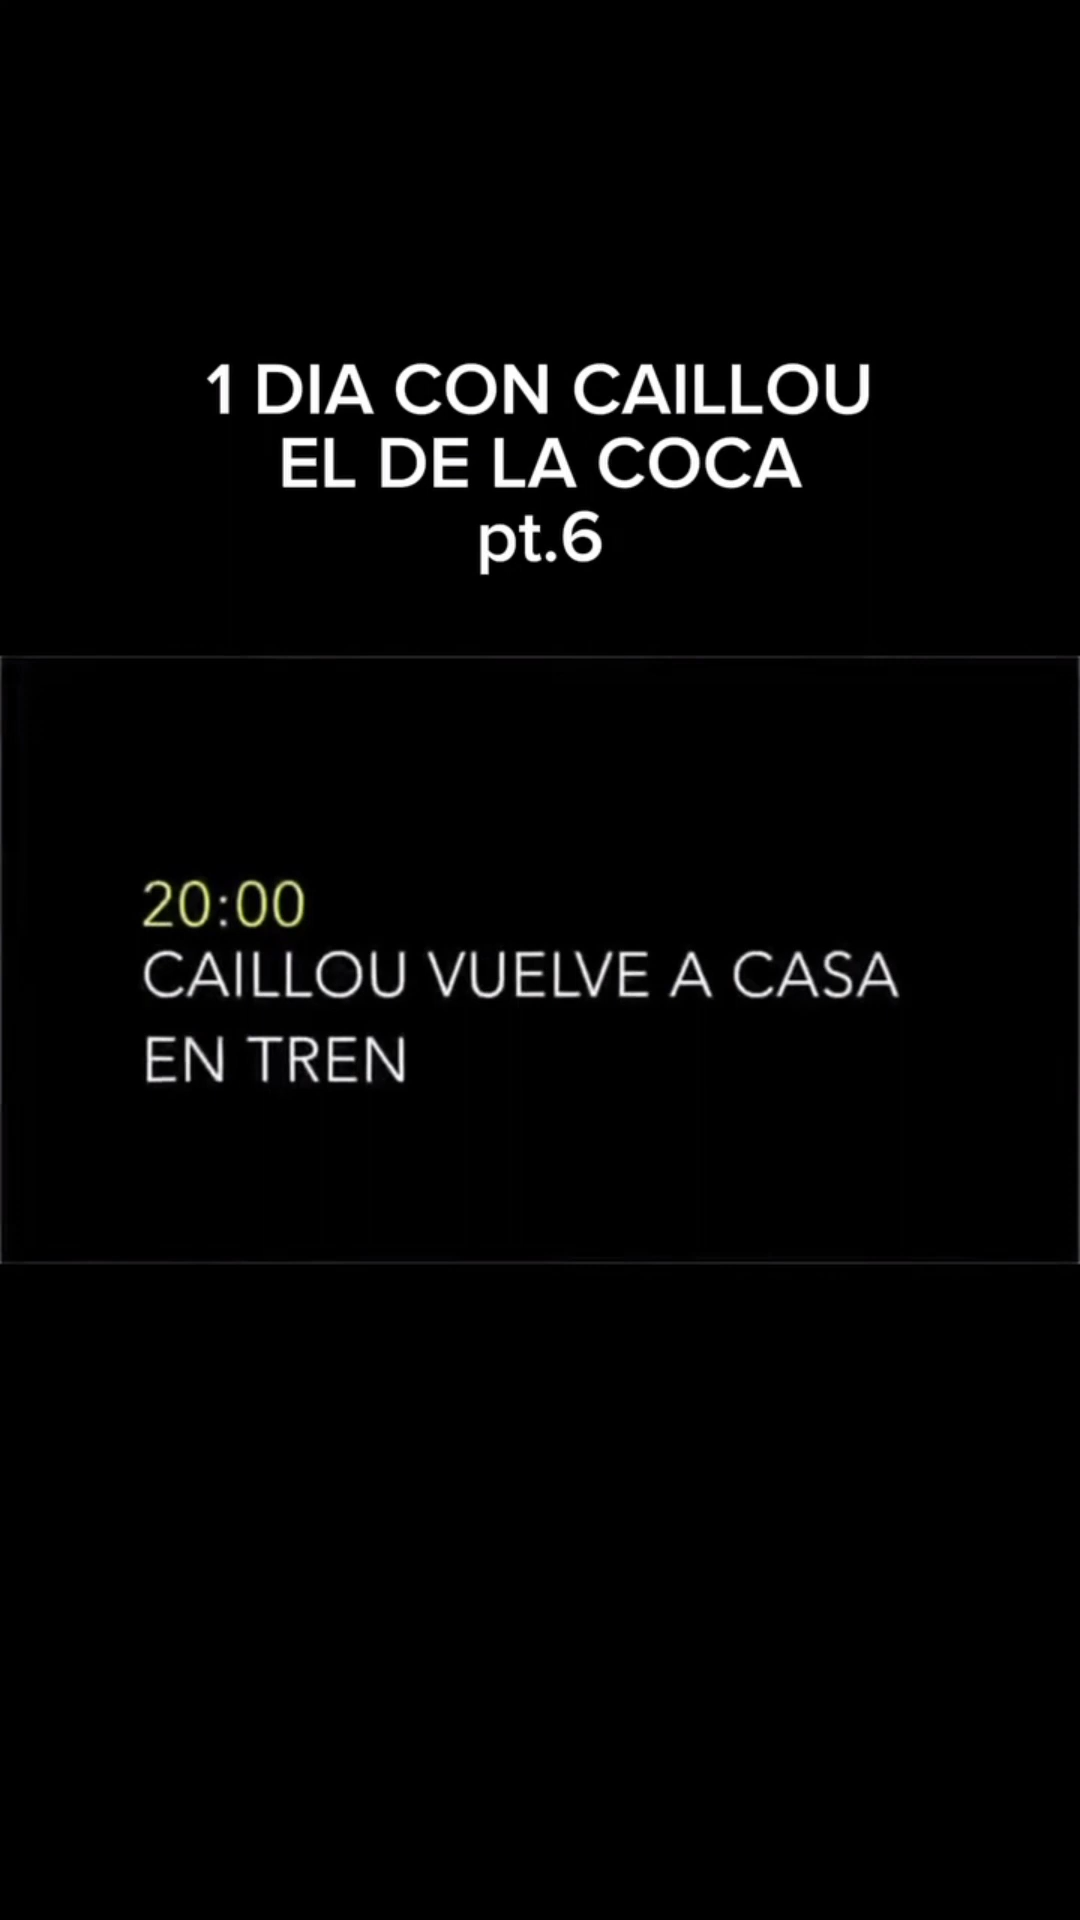 1 DIA CON CAILLOU
EL DE LA COCA
pt.6
20:00
CAILLOU VUELVE A CASA
EN TREN